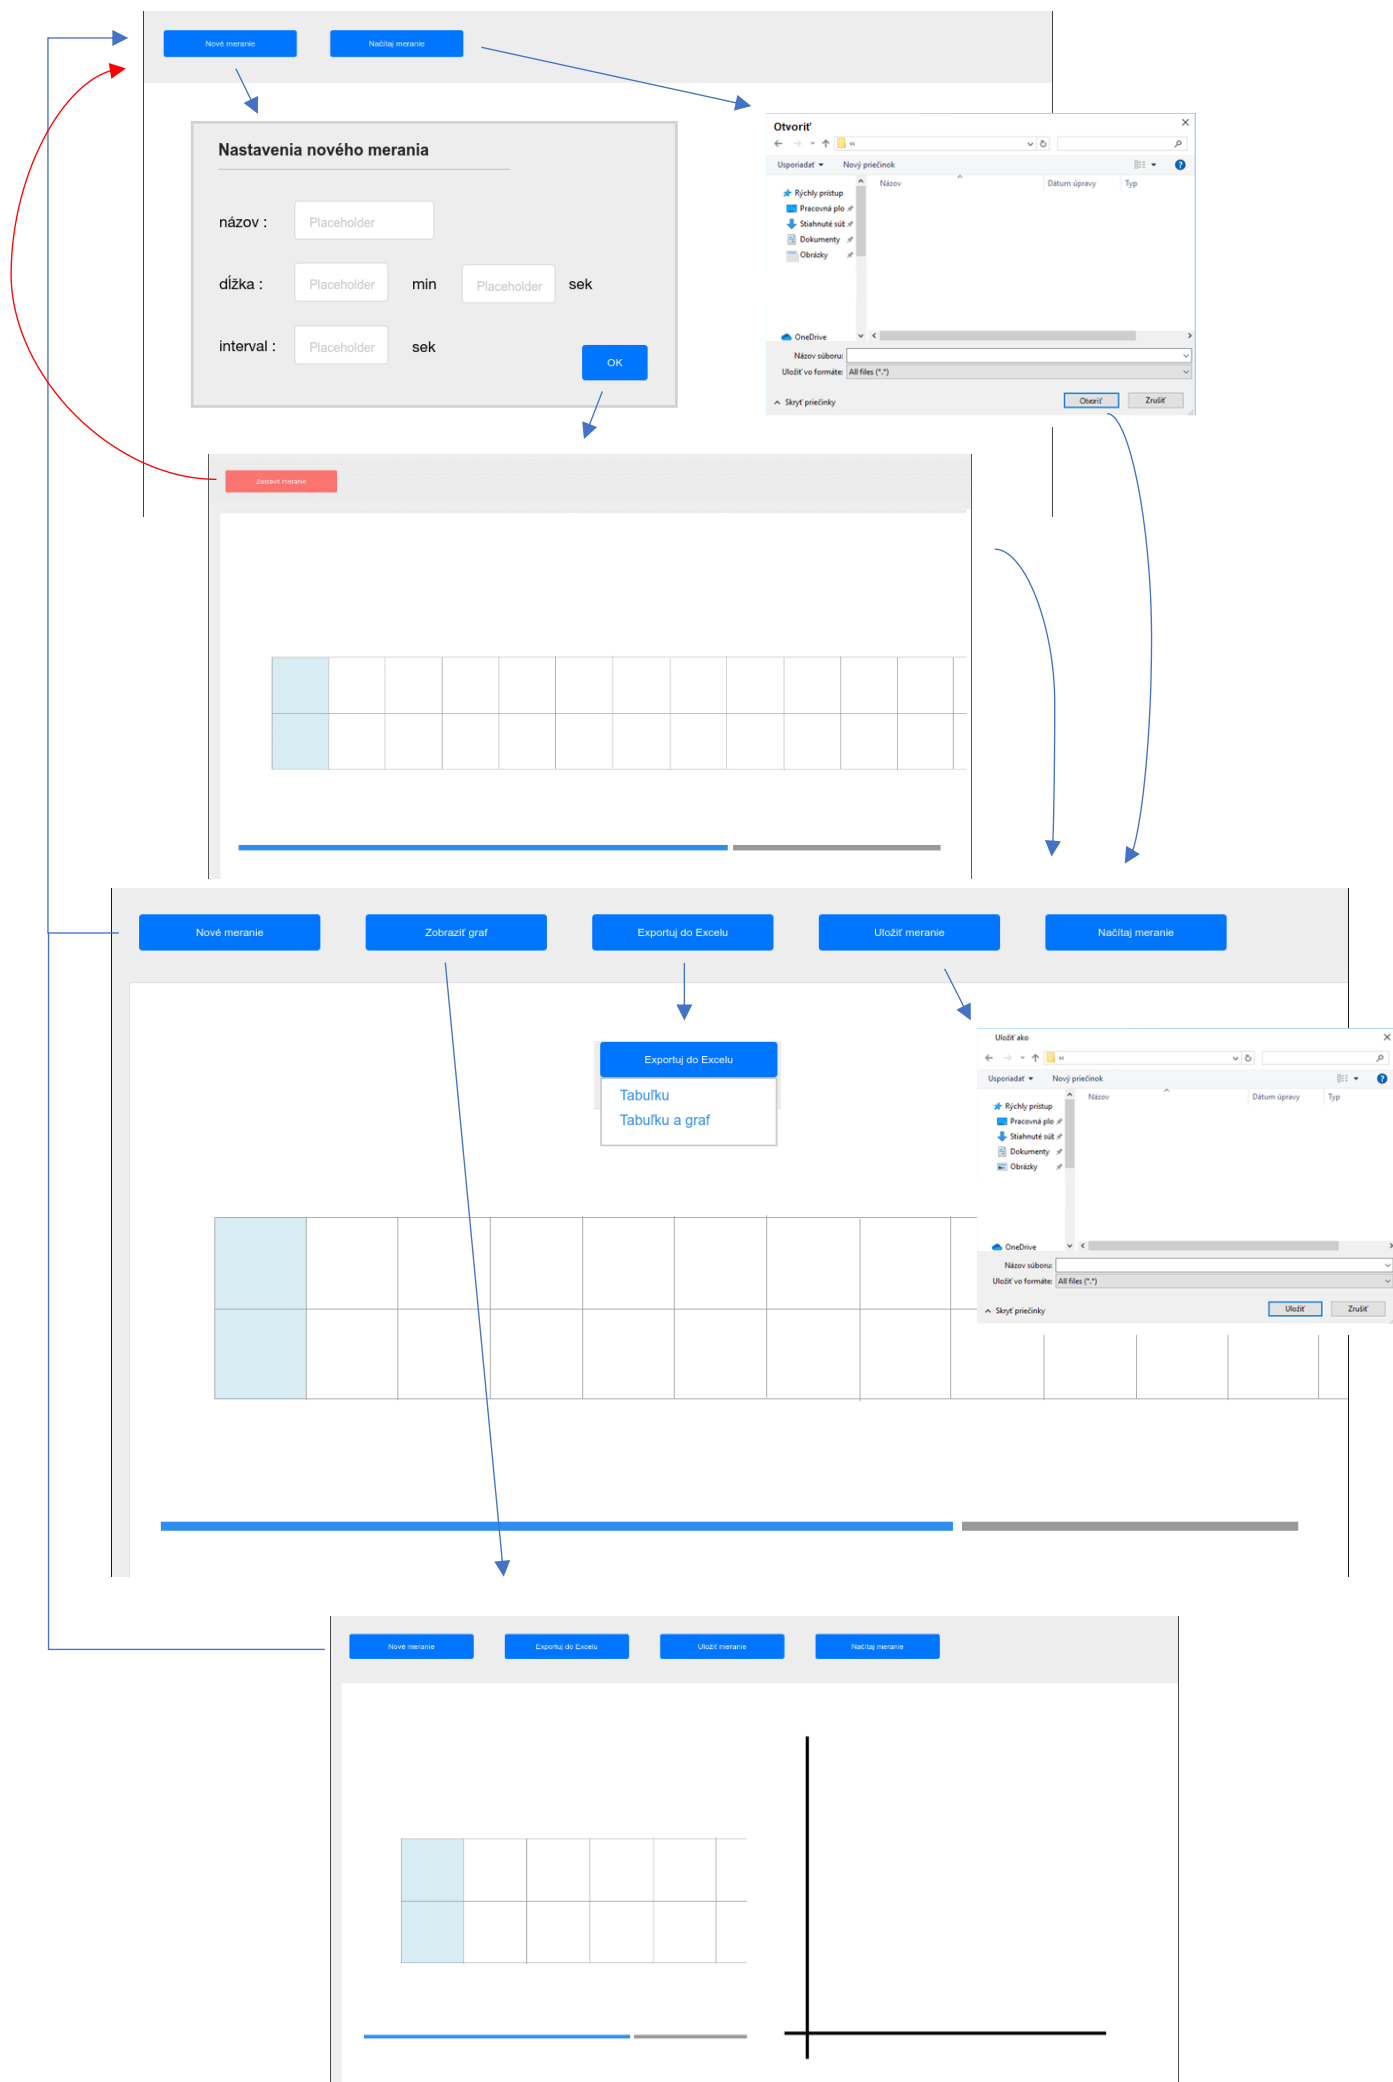 Nové meranie
Načítaj meranie
Nastavenia nového merania
názov :
Placeholder
dĺžka :
Placeholder
min
Placeholder
sek
interval :
Placeholder
sek
OK
Otvoriť
Usporiadať
Nový priečinok
Názov
Dátum úpravy
Typ
Rýchly prístup
Pracovná plo
Stiahnuté súb
Dokumenty
Obrázky
OneDrive
Názov súboru:
Uložiť vo formáte:
All files (*.*)
Skryť priečinky
Otvoriť
Zrušiť
Zastaviť meranie
Nové meranie
Zobraziť graf
Exportuj do Excelu
Uložiť meranie
Načítaj meranie
Exportuj do Excelu
Tabuľku
Tabuľku a graf
Uložiť ako
Usporiadať
Nový priečinok
Názov
Dátum úpravy
Typ
Rýchly prístup
Pracovná plo
Stiahnuté súb
Dokumenty
Obrázky
OneDrive
Názov súboru:
Uložiť vo formáte:
All files (*.*)
Skryť priečinky
Uložiť
Zrušiť
Nové meranie
Exportuj do Excelu
Uložiť meranie
Načítaj meranie